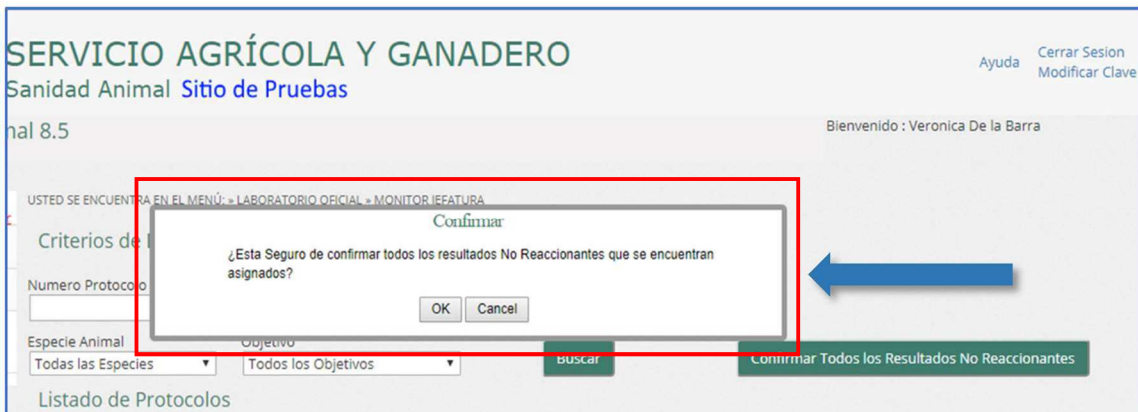 SERVICIO AGRÍCOLA Y GANADERO
Sanidad Animal Sitio de Pruebas
Ayuda
Cerrar Sesion
Modificar Clave
nal 8.5
Bienvenido : Veronica De la Barra
USTED SE ENCUENTRA EN EL MENÚ: » LABORATORIO OFICIAL » MONITOR JEFATURA
Confirmar
Criterios de
¿Esta Seguro de confirmar todos los resultados No Reaccionantes que se encuentran
asignados?
Numero Protocolo
OK Cancel
Especie Animal Objetivo
Todas las Especies Todos los Objetivos Buscar Confirmar Todos los Resultados No Reaccionantes
Listado de Protocolos